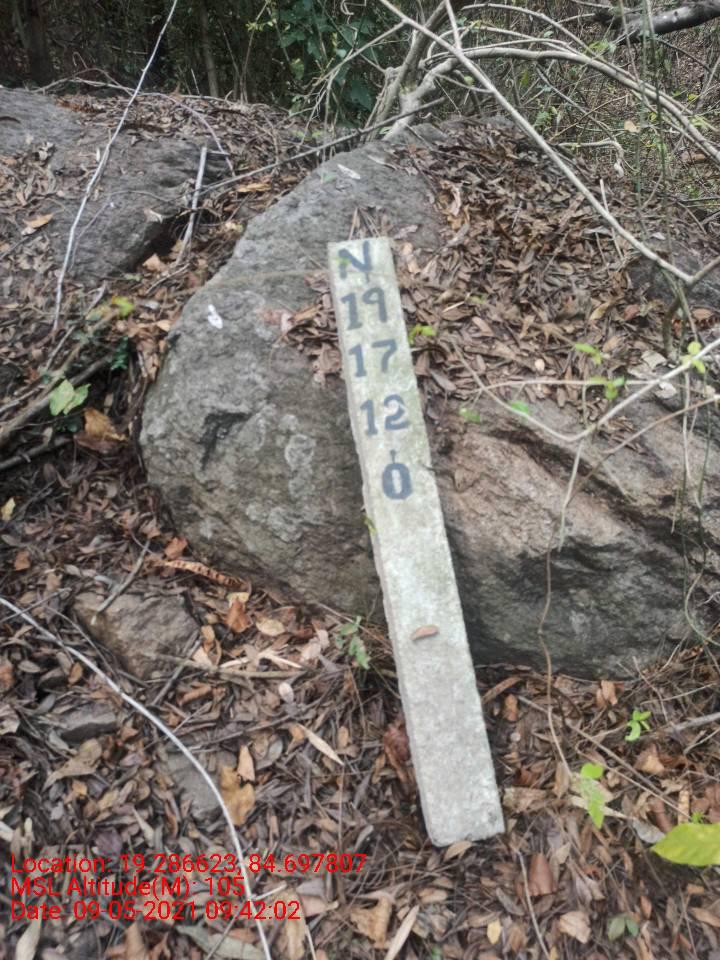 N
19
17
12
0
Location: 19.286623, 84.697807
MSL Altitude(M): 105
Date: 09-05-2021 09:42:02